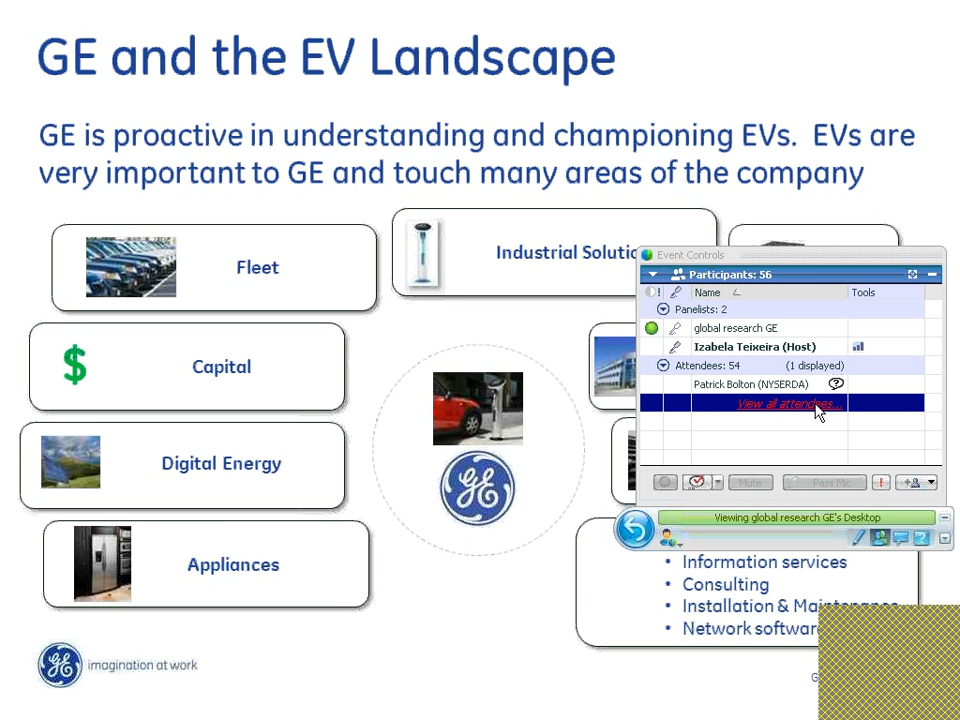 GE and the EV Landscape
GE is proactive in understanding and championing EVs. EVs are
very important to GE and touch many areas of the company
Fleet
Industrial
Capital
Digital Energy
Appliances
Event Controls
Participants: 56
! Name Tools
Panelists: 2
global research GE
Izabela Teixeira (Host)
Attendees: 54 (1 displayed)
Patrick Bolton (NYSERDA)
View all attendees...
Mute Pass Mic !
Viewing global research GE's Desktop
• Information services
• Consulting
• Installation &
• Network
GE imagination at work